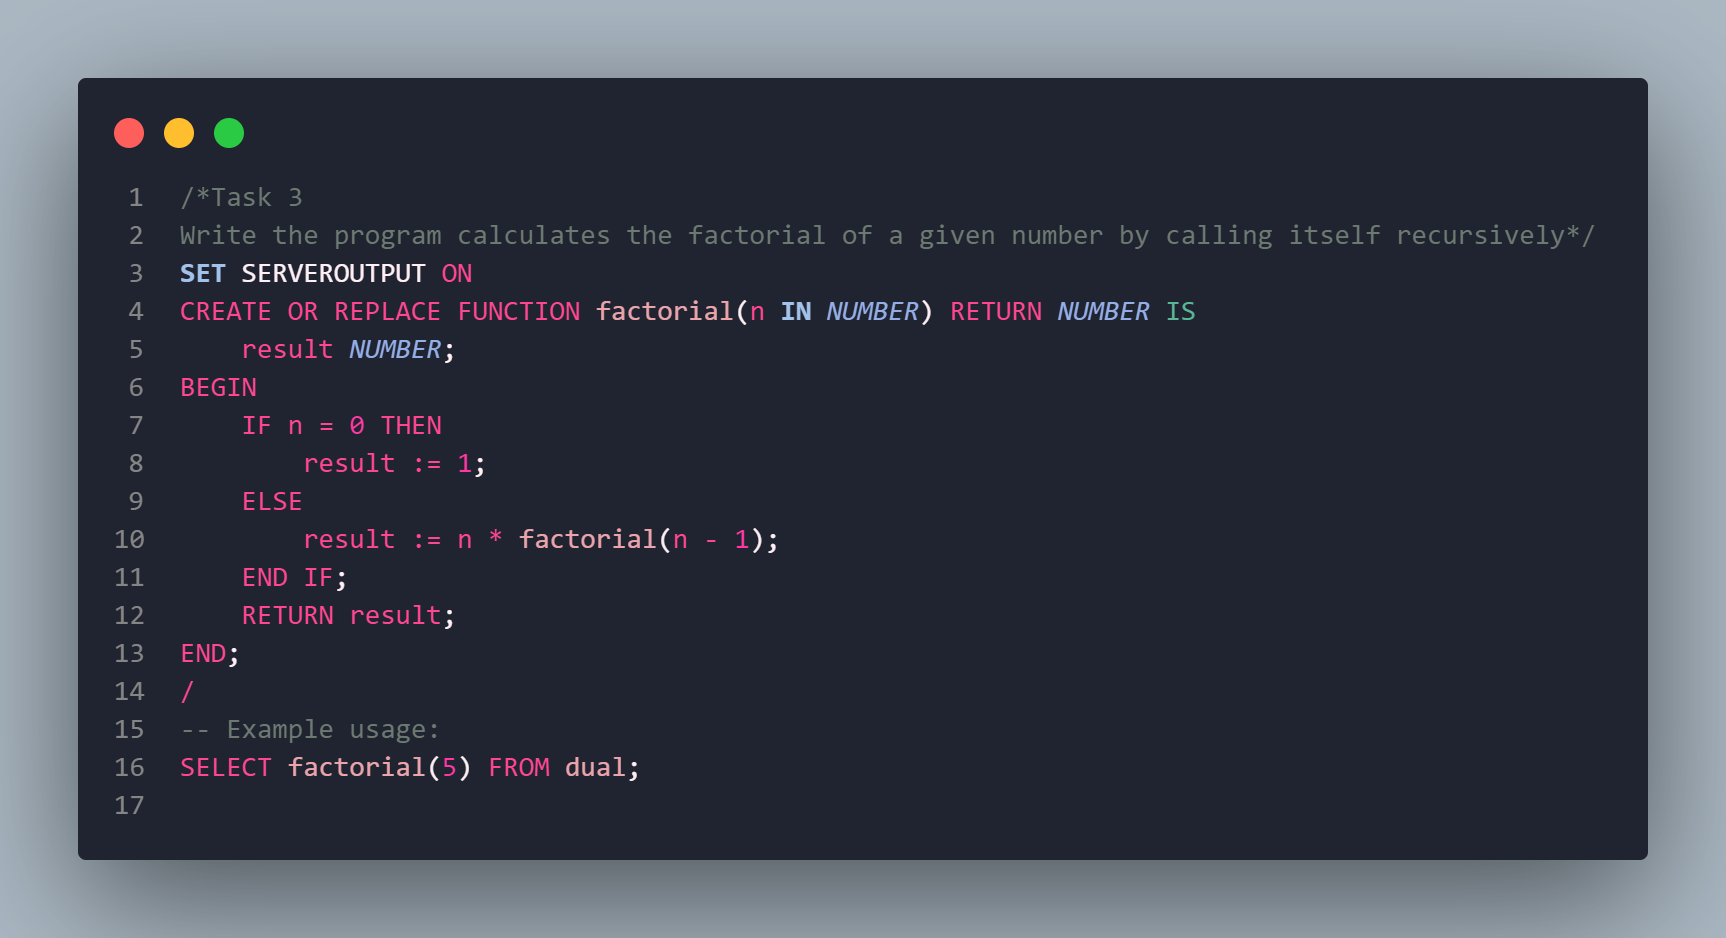 1 /*Task 3
2 Write the program calculates the factorial of a given number by calling itself recursively*/
3 SET SERVEROUTPUT ON
4 CREATE OR REPLACE FUNCTION factorial(n IN NUMBER) RETURN NUMBER IS
5     result NUMBER;
6 BEGIN
7     IF n = 0 THEN
8         result := 1;
9     ELSE
10         result := n * factorial(n - 1);
11     END IF;
12     RETURN result;
13 END;
14 /
15 -- Example usage:
16 SELECT factorial(5) FROM dual;
17